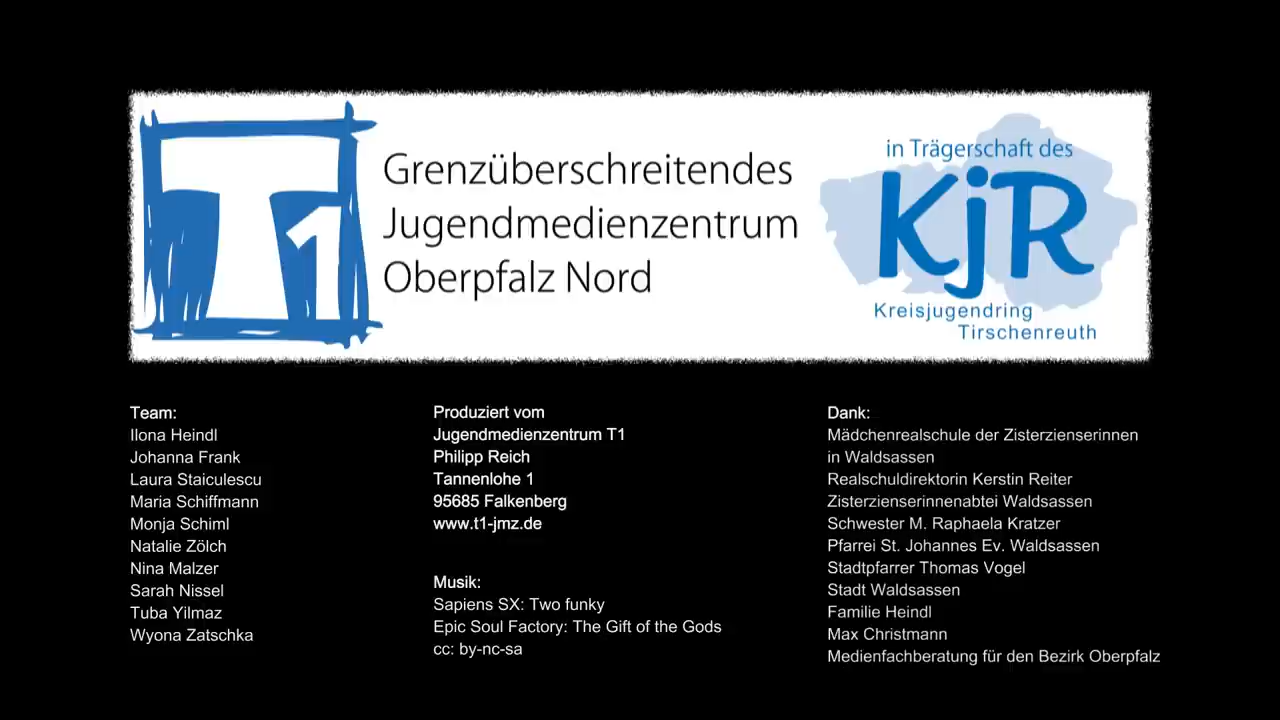 T1
Grenzüberschreitendes
Jugendmedienzentrum
Oberpfalz Nord
in Trägerschaft des
KjR
Kreisjugendring
Tirschenreuth
Team:
Ilona Heindl
Johanna Frank
Laura Staiculescu
Maria Schiffmann
Monja Schiml
Natalie Zölch
Nina Malzer
Sarah Nissel
Tuba Yilmaz
Wyona Zatschka
Produziert vom
Jugendmedienzentrum T1
Philipp Reich
Tannenlohe 1
95685 Falkenberg
www.t1-jmz.de
Musik:
Sapiens SX: Two funky
Epic Soul Factory: The Gift of the Gods
cc: by-nc-sa
Dank:
Mädchenrealschule der Zisterzienserinnen
in Waldsassen
Realschuldirektorin Kerstin Reiter
Zisterzienserinnenabtei Waldsassen
Schwester M. Raphaela Kratzer
Pfarrei St. Johannes Ev. Waldsassen
Stadtpfarrer Thomas Vogel
Stadt Waldsassen
Familie Heindl
Max Christmann
Medienfachberatung für den Bezirk Oberpfalz